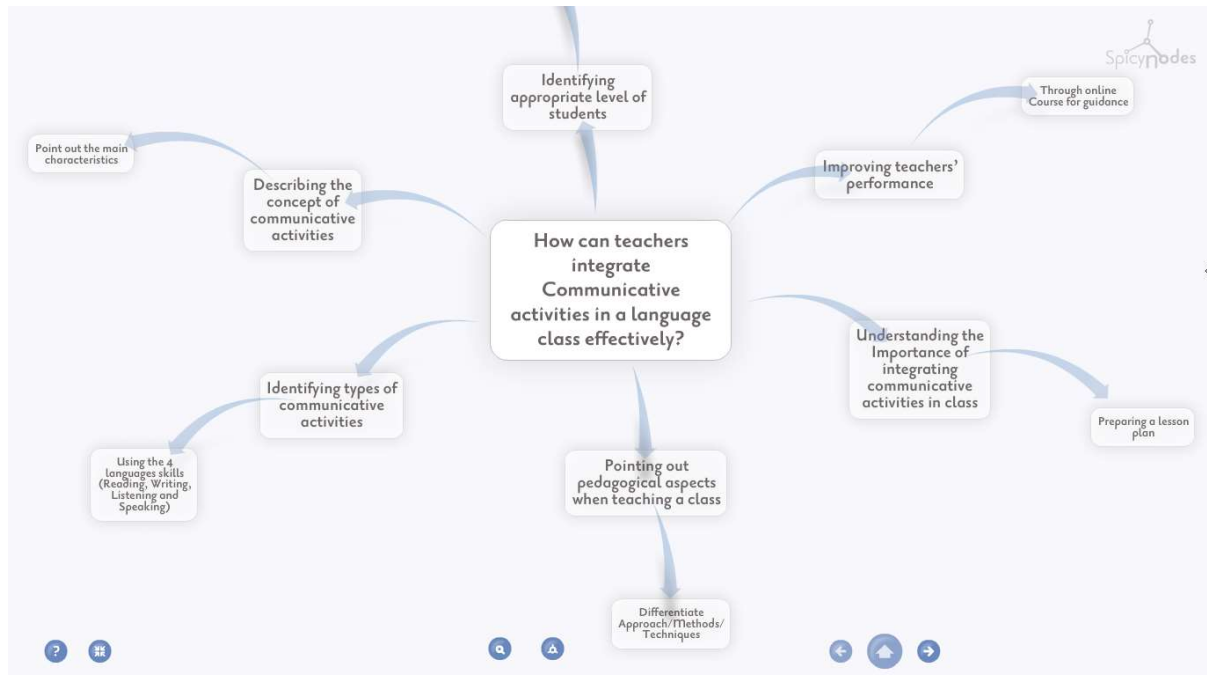 Spicynodes
Identifying
appropriate level of
students
Through online
Course for guidance
Point out the main
characteristics
Improving teachers'
performance
Describing the
concept of
communicative
activities
How can teachers
integrate
Communicative
activities in a language
class effectively?
Understanding the
Importance of
integrating
communicative
activities in class
Identifying types of
communicative
activities
Preparing a lesson
plan
Using the 4
languages skills
(Reading, Writing,
Listening and
Speaking)
Pointing out
pedagogical aspects
when teaching a class
Differentiate
Approach/Methods/
Techniques
?